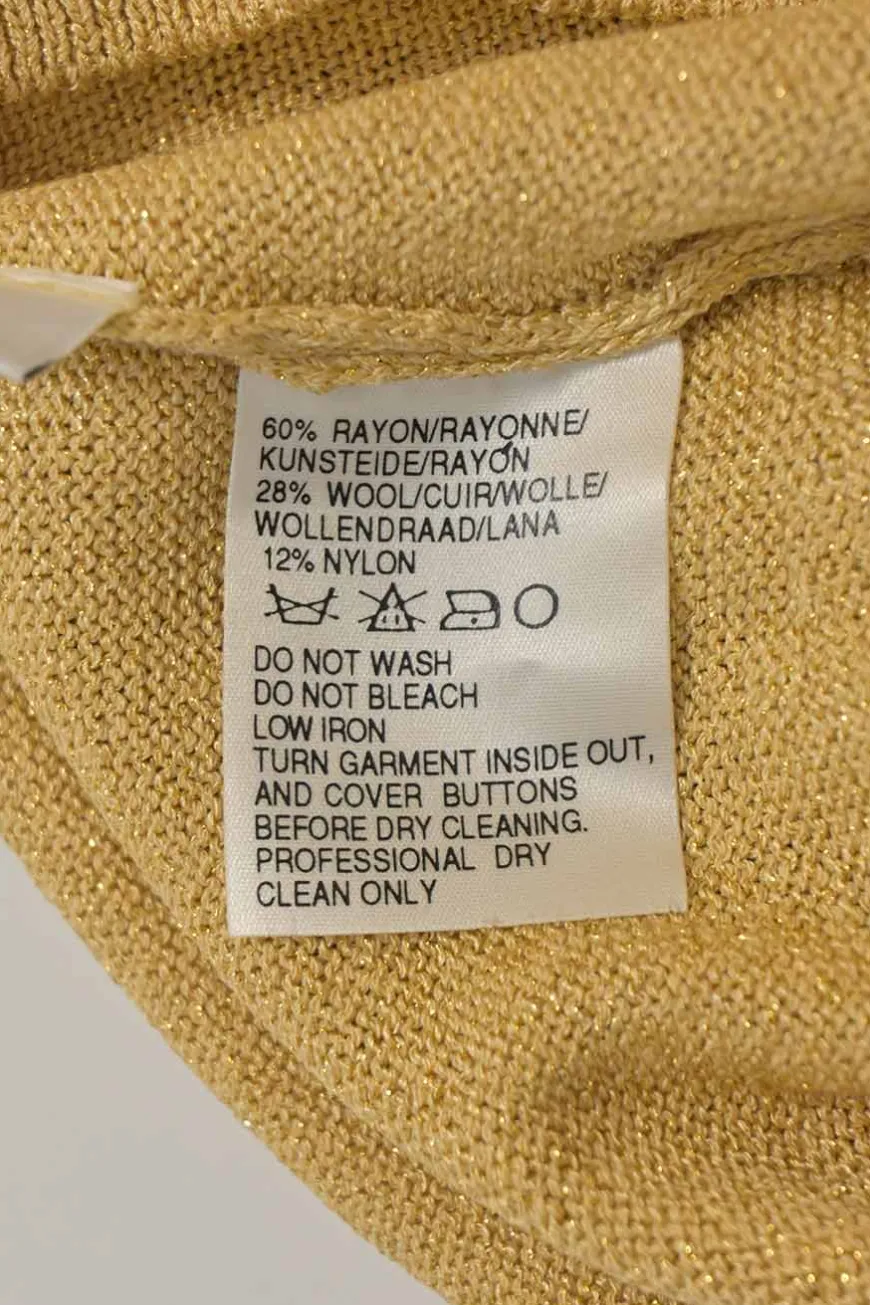 60% RAYON/RAYONNE/
KUNSTEIDE/RAYÓN
28% WOOL/CUIR/WOLLE/
WOLLENDRAAD/LANA
12% NYLON
DO NOT WASH
DO NOT BLEACH
LOW IRON
TURN GARMENT INSIDE OUT,
AND COVER BUTTONS
BEFORE DRY CLEANING.
PROFESSIONAL DRY
CLEAN ONLY